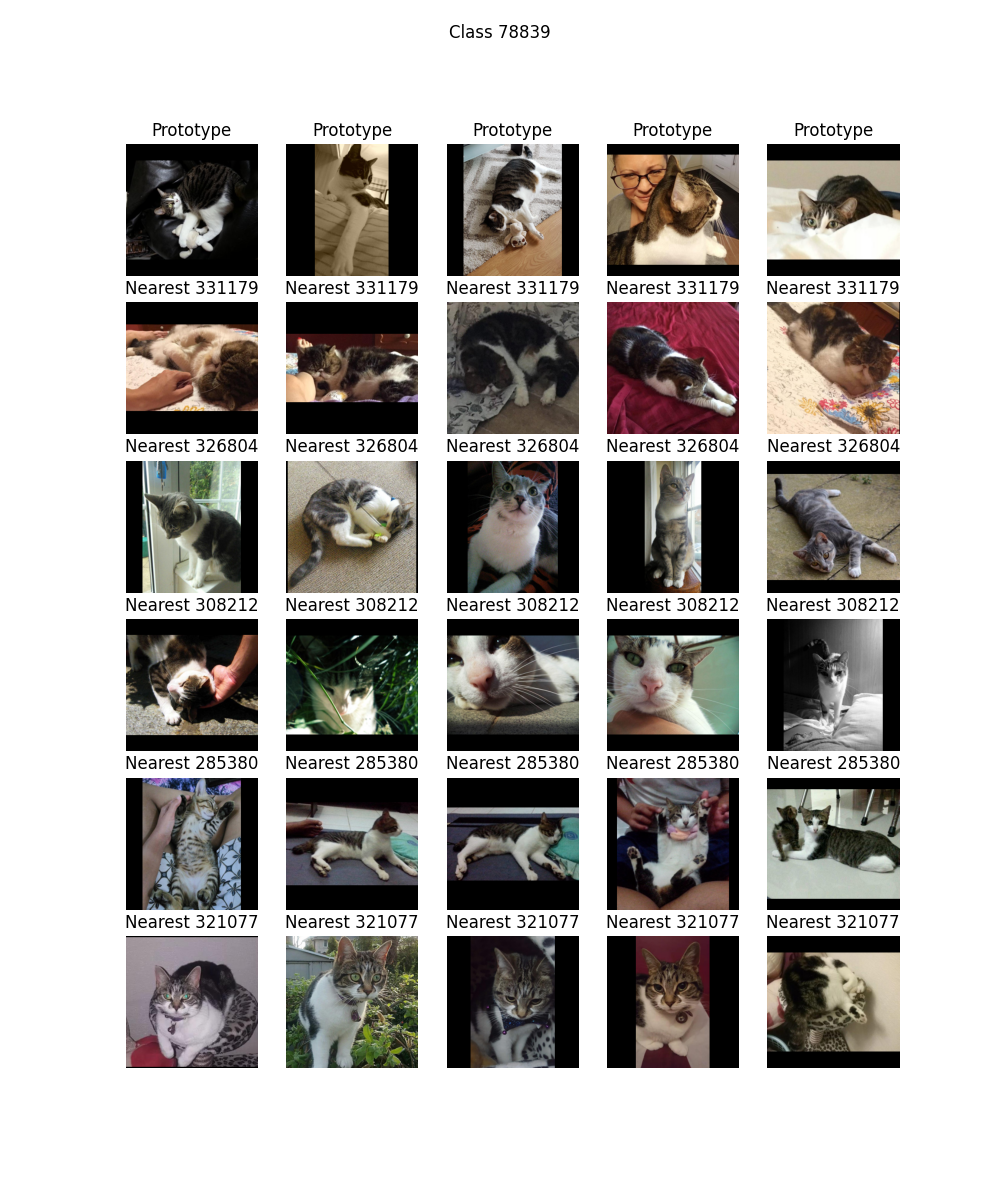 Class 78839
Prototype Prototype Prototype Prototype Prototype
Nearest 331179 Nearest 331179 Nearest 331179 Nearest 331179 Nearest 331179
Nearest 326804 Nearest 326804 Nearest 326804 Nearest 326804 Nearest 326804
Nearest 308212 Nearest 308212 Nearest 308212 Nearest 308212 Nearest 308212
Nearest 285380 Nearest 285380 Nearest 285380 Nearest 285380 Nearest 285380
Nearest 321077 Nearest 321077 Nearest 321077 Nearest 321077 Nearest 321077